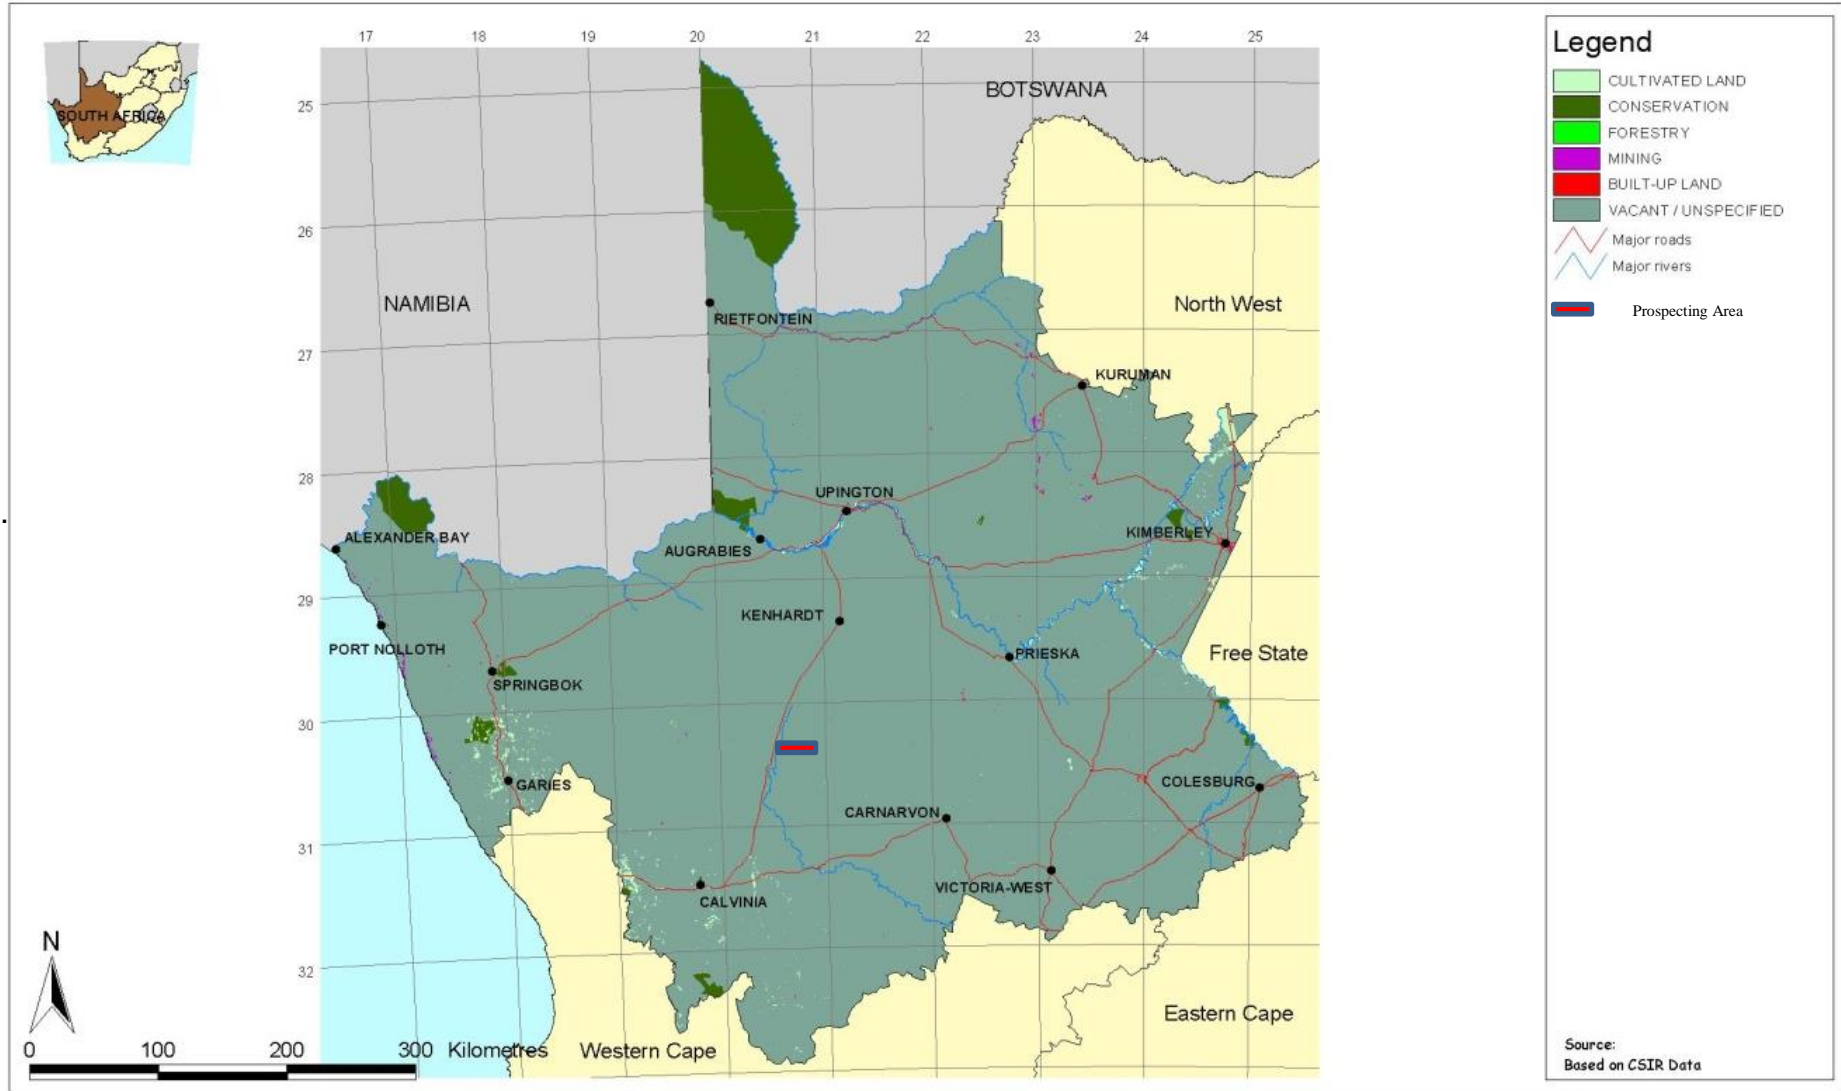 17 18 19 20 21 22 23 24 25
Legend
SOUTH AFRICA
CULTIVATED LAND
CONSERVATION
FORESTRY
MINING
BUILT-UP LAND
VACANT / UNSPECIFIED
Major roads
Major rivers
Prospecting Area
BOTSWANA
25
26
NAMIBIA
North West
RIETFONTEIN
27
KURUMAN
28
UPINGTON
KIMBERLEY
ALEXANDER BAY
AUGRABIES
29
KENHARDT
PORT NOLLOTH
PRIESKA
Free State
SPRINGBOK
30
GARIES
COLESBURG
CARNARVON
31
VICTORIA-WEST
CALVINIA
N
32
Eastern Cape
0 100 200 300 Kilometres
Western Cape
Source:
Based on CSIR Data